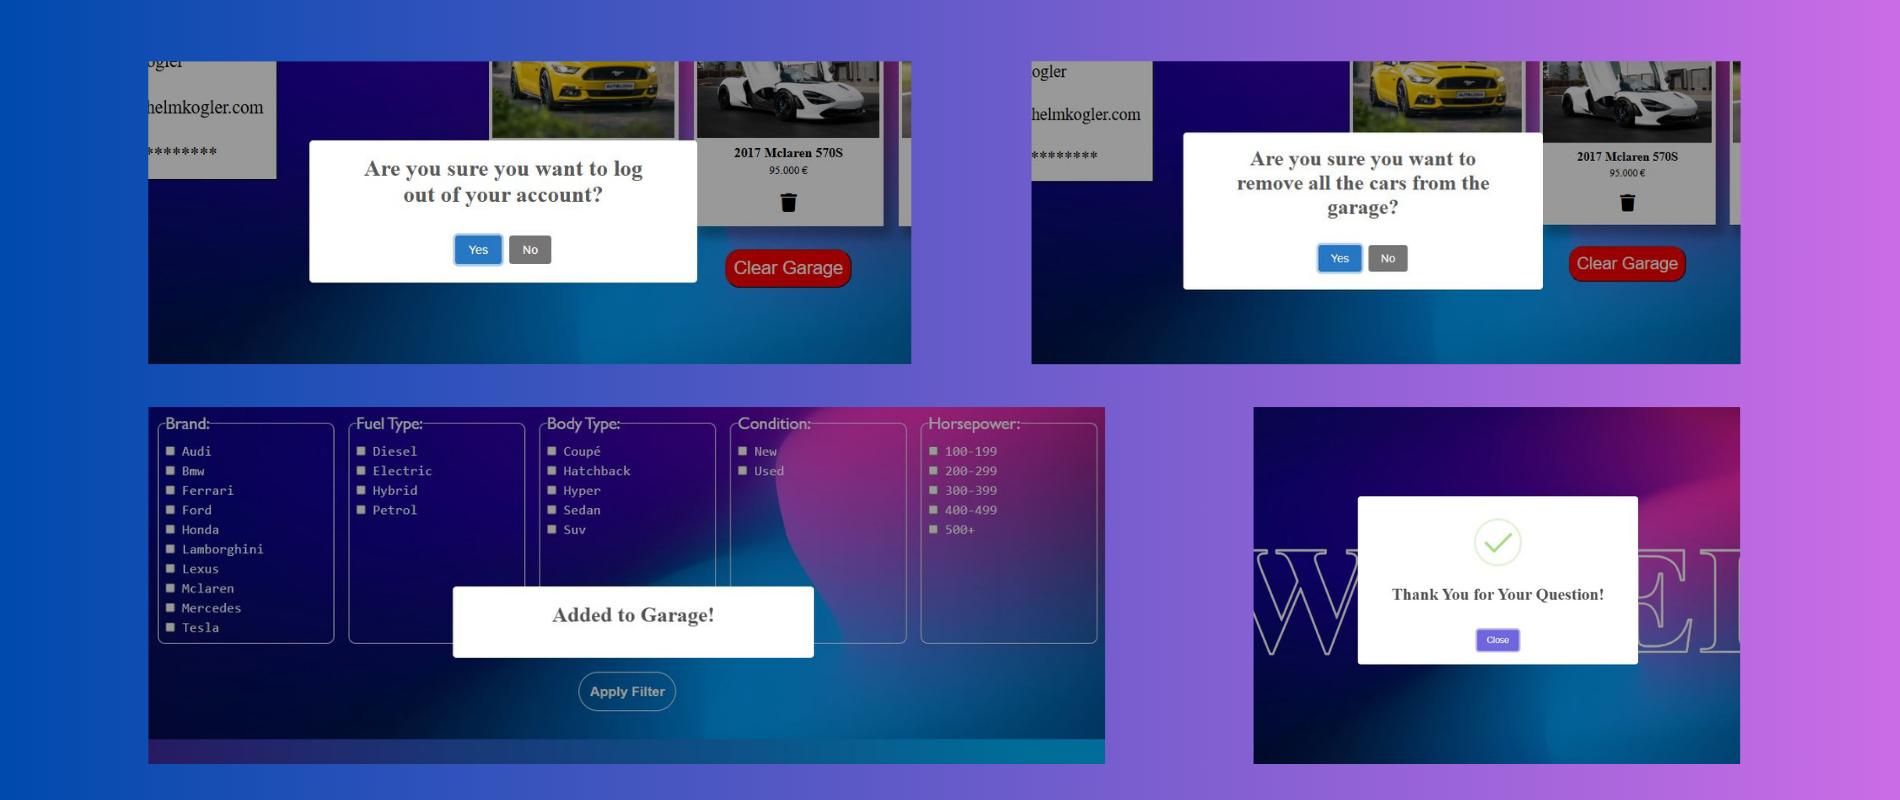 helmkogler.com
********
Are you sure you want to log
out of your account?
Yes
No
2017 Mclaren 570S
95.000 €
Clear Garage
ogler
helmkogler.com
********
Are you sure you want to
remove all the cars from the
garage?
Yes
No
2017 Mclaren 570S
95.000 €
Clear Garage
Brand:
Audi
Bmw
Ferrari
Ford
Honda
Lamborghini
Lexus
Mclaren
Mercedes
Tesla
Fuel Type:
Diesel
Electric
Hybrid
Petrol
Body Type:
Coupé
Hatchback
Hyper
Sedan
Suv
Condition:
New
Used
Horsepower:
100-199
200-299
300-399
400-499
500+
Added to Garage!
Apply Filter
Thank You for Your Question!
Close